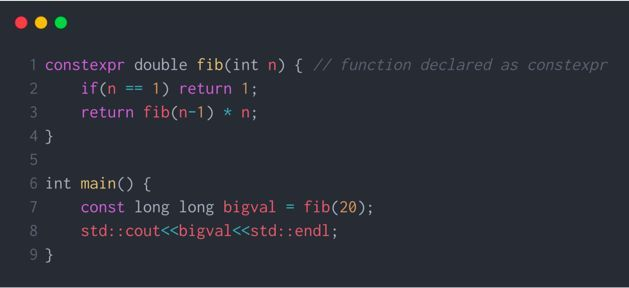 1 constexpr double fib(int n) { // function declared as constexpr
2     if(n == 1) return 1;
3     return fib(n-1) * n;
4 }
5
6 int main() {
7     const long long bigval = fib(20);
8     std::cout<<bigval<<std::endl;
9 }